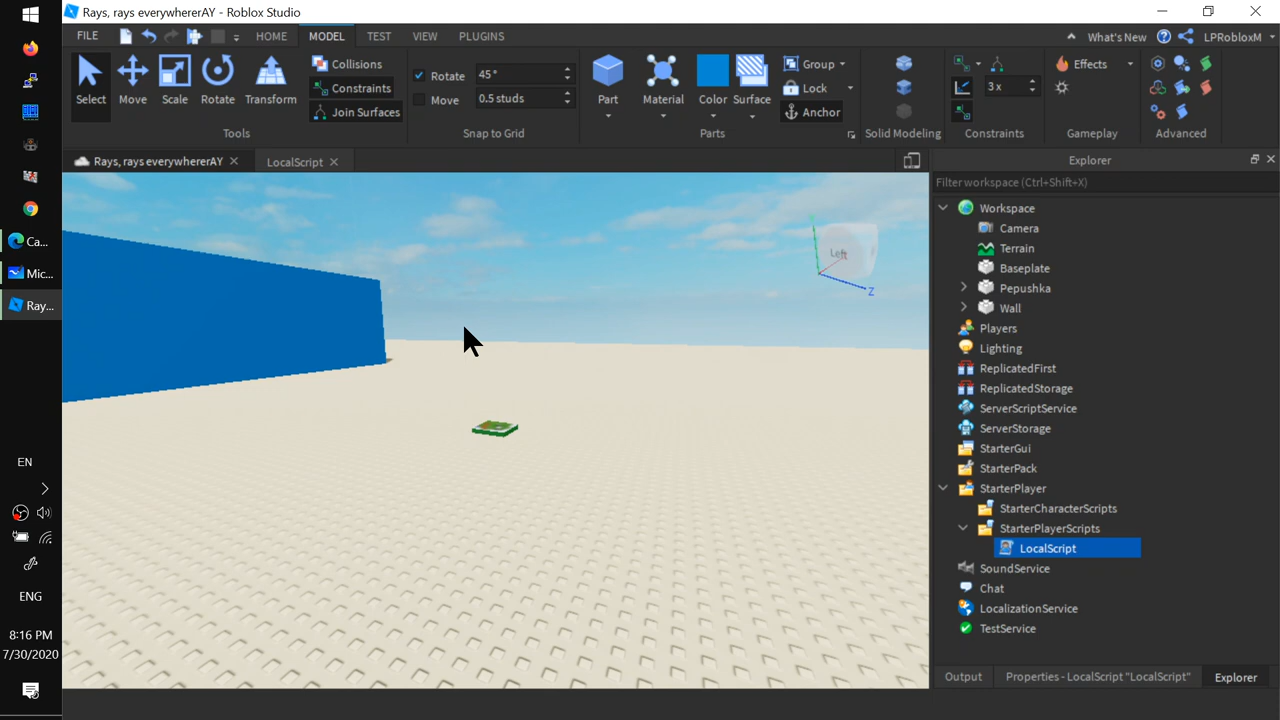 Rays, rays everywhererAY - Roblox Studio
FILE
HOME
MODEL
TEST
VIEW
PLUGINS
What's New
LPRobloxM
Select
Move
Scale
Rotate
Transform
Collisions
Constraints
Join Surfaces
Tools
Rotate
45°
Move
0.5 studs
Snap to Grid
Part
Material
Color
Surface
Group
Lock
Anchor
Parts
Solid Modeling
3 x
Constraints
Effects
Gameplay
Advanced
Rays, rays everywhererAY
LocalScript
Explorer
Filter workspace (Ctrl+Shift+X)
Workspace
Camera
Terrain
Baseplate
Pepushka
Wall
Players
Lighting
ReplicatedFirst
ReplicatedStorage
ServerScriptService
ServerStorage
StarterGui
StarterPack
StarterPlayer
StarterCharacterScripts
StarterPlayerScripts
LocalScript
SoundService
Chat
LocalizationService
TestService
Output
Properties - LocalScript "LocalScript"
Explorer
Left
Y
Z
Ca...
Mic...
Ray...
EN
ENG
8:16 PM
7/30/2020